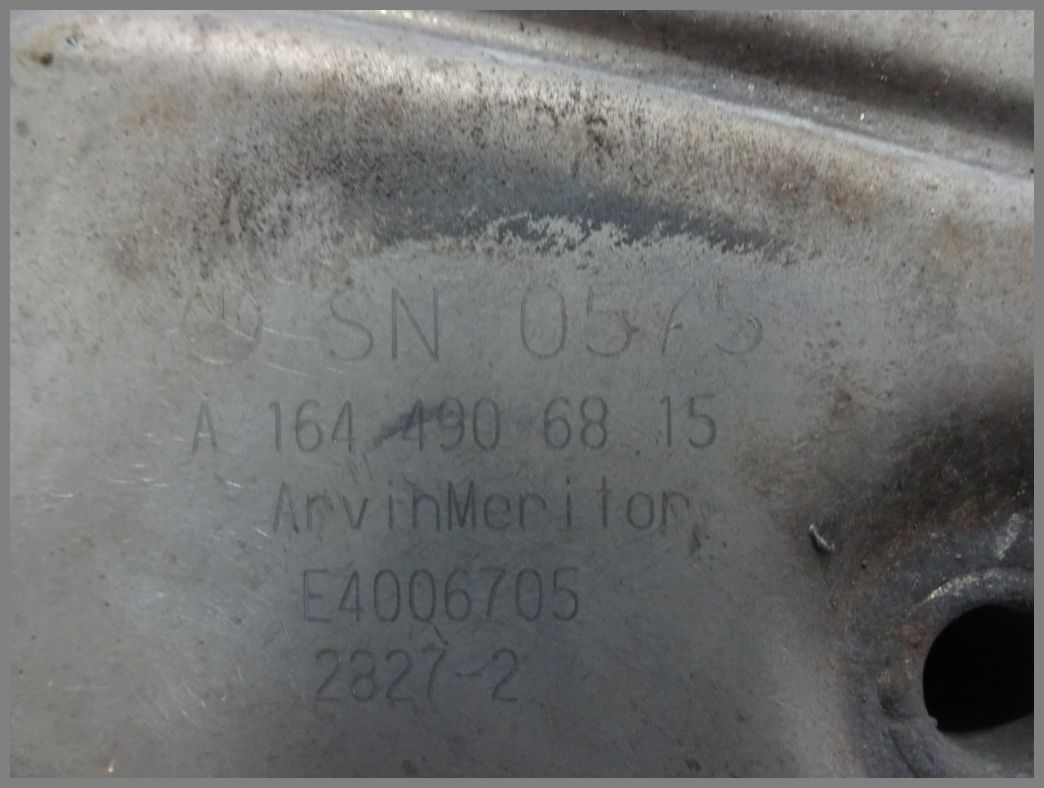 SN 0575
A 164 490 68 15
ArvinMeritor
E4006705
2827-2